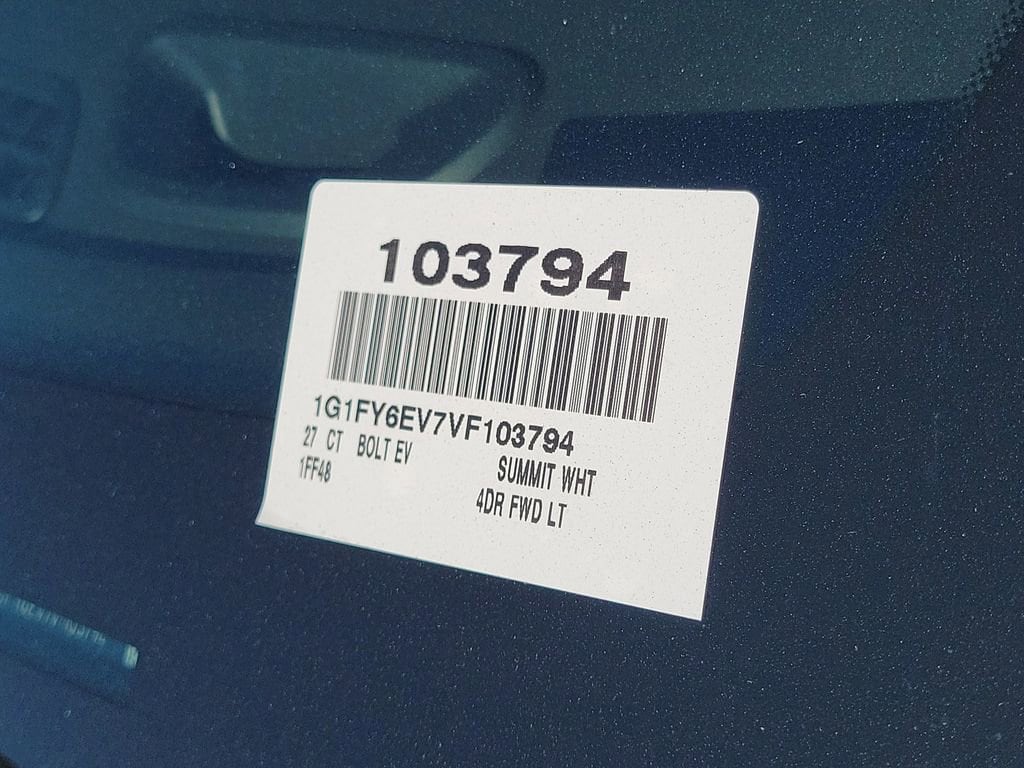 103794
1G1FY6EV7VF103794
27 CT BOLT EV SUMMIT WHT
1FF48 4DR FWD LT